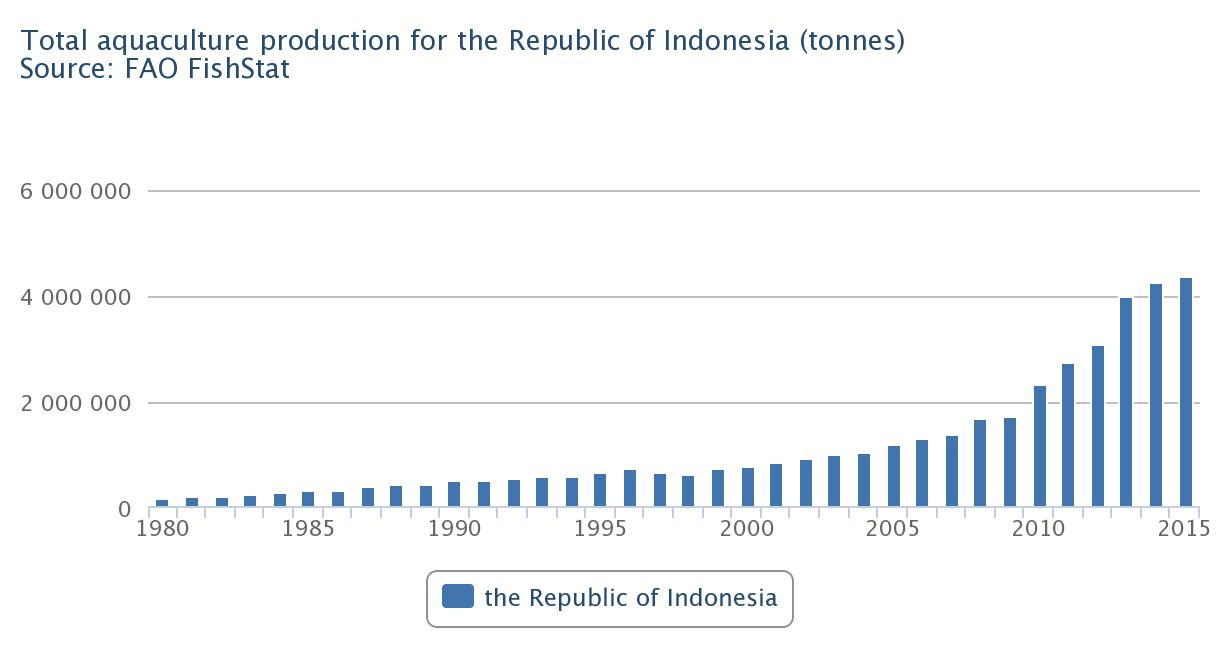 Total aquaculture production for the Republic of Indonesia (tonnes)
Source: FAO FishStat
6 000 000
4 000 000
2 000 000
0
1980 1985 1990 1995 2000 2005 2010 2015
the Republic of Indonesia